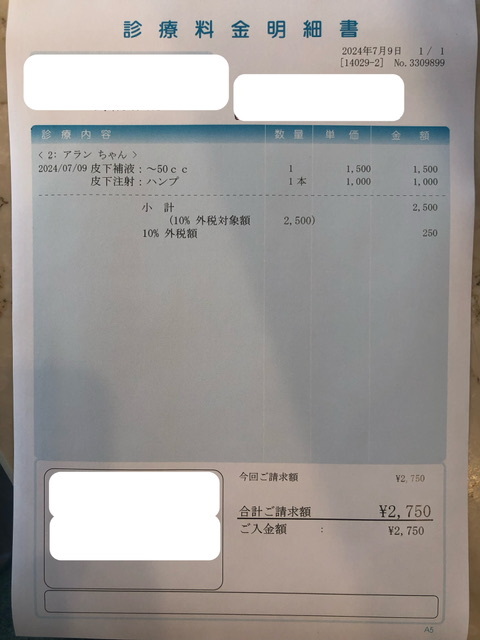 診療料金明細書
2024年7月9日 1 / 1
[14029-2] No.3309899
診療内容 数量 単価 金額
< 2: アラン ちゃん >
2024/07/09 皮下補液：～50cc 1 1,500 1,500
皮下注射：ハンプ 1本 1,000 1,000
小 計 2,500
(10% 外税対象額 2,500)
10% 外税額 250
今回ご請求額 ¥2,750
合計ご請求額 ¥2,750
ご入金額 : ¥2,750
A5